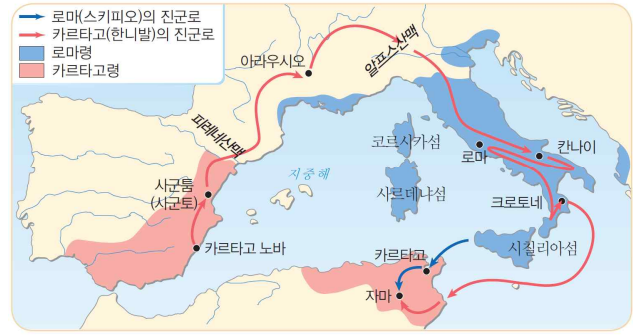 로마(스키피오)의 진군로
카르타고(한니발)의 진군로
로마령
카르타고령
아라우시오
알프스산맥
피레네산맥
코르시카섬
로마
칸나이
사군툼
(사군토)
지중해
사르데냐섬
크로토네
카르타고 노바
카르타고
시칠리아섬
자마